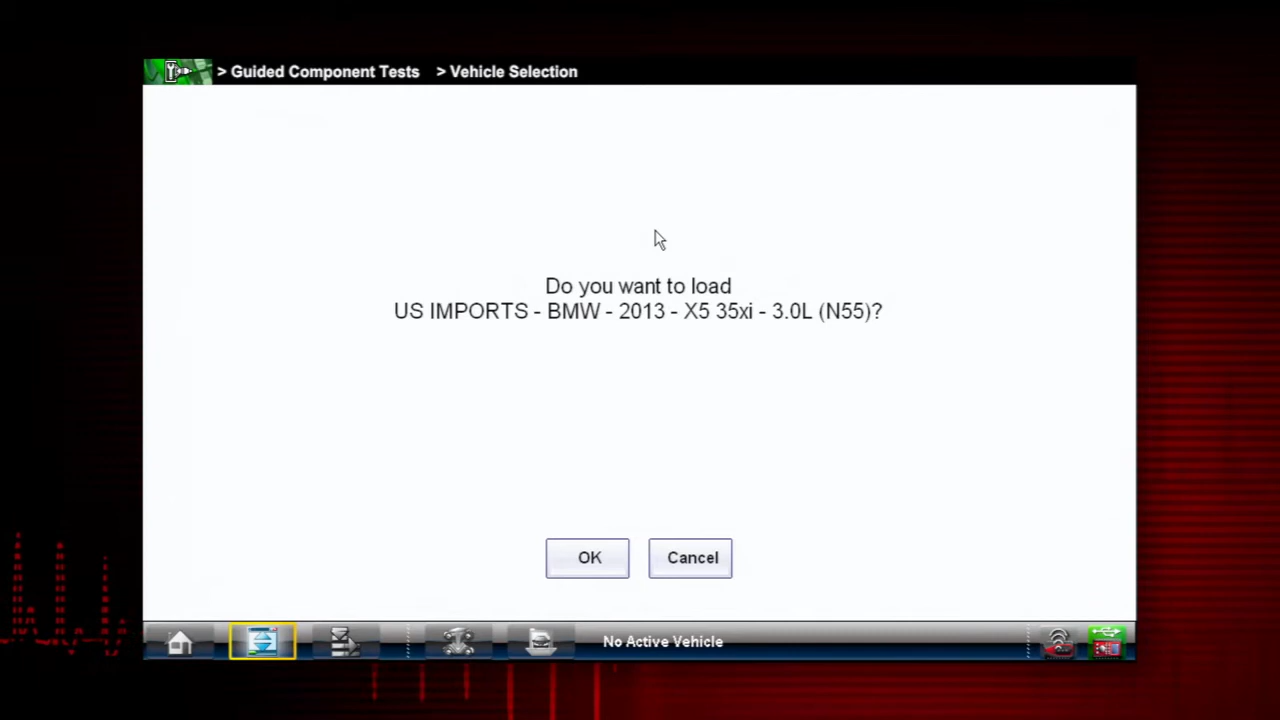 > Guided Component Tests > Vehicle Selection
Do you want to load
US IMPORTS - BMW - 2013 - X5 35xi - 3.0L (N55)?
OK Cancel
No Active Vehicle